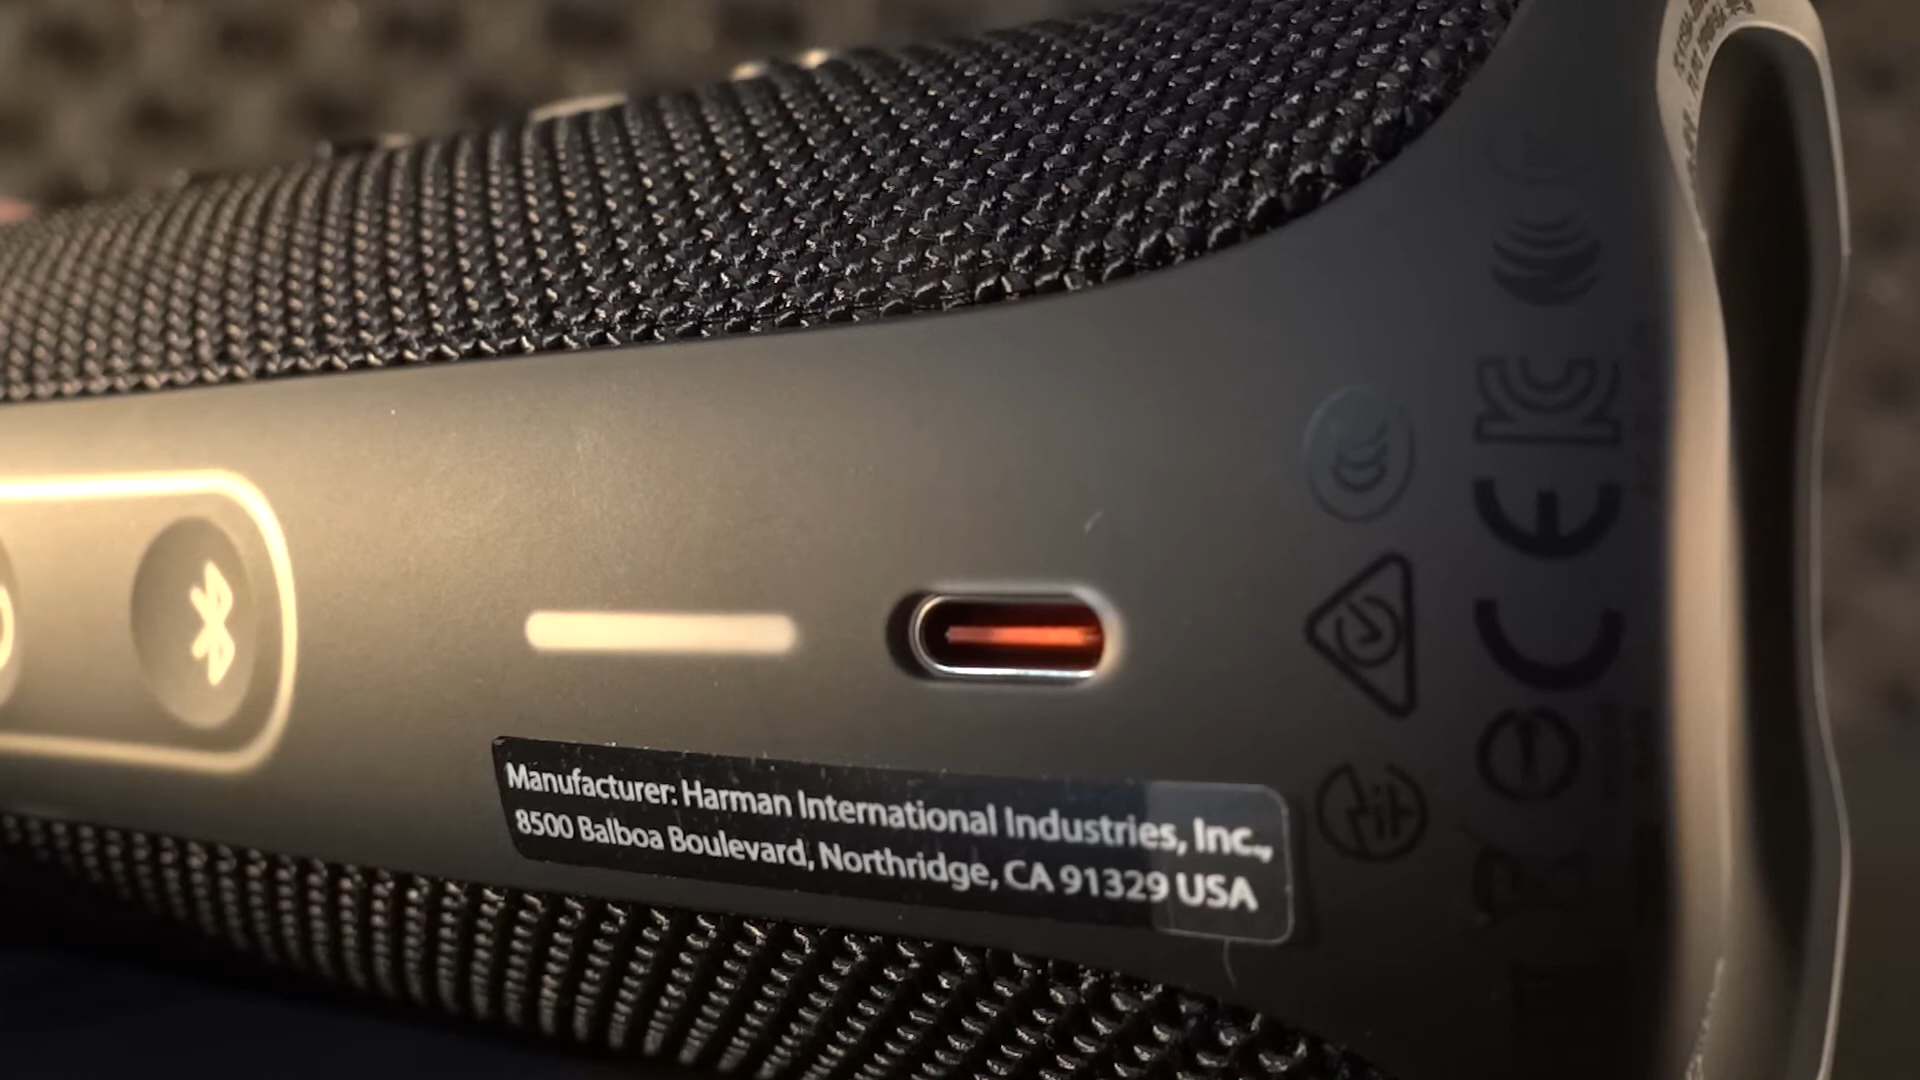 Manufacturer: Harman International Industries, Inc.,
8500 Balboa Boulevard, Northridge, CA 91329 USA